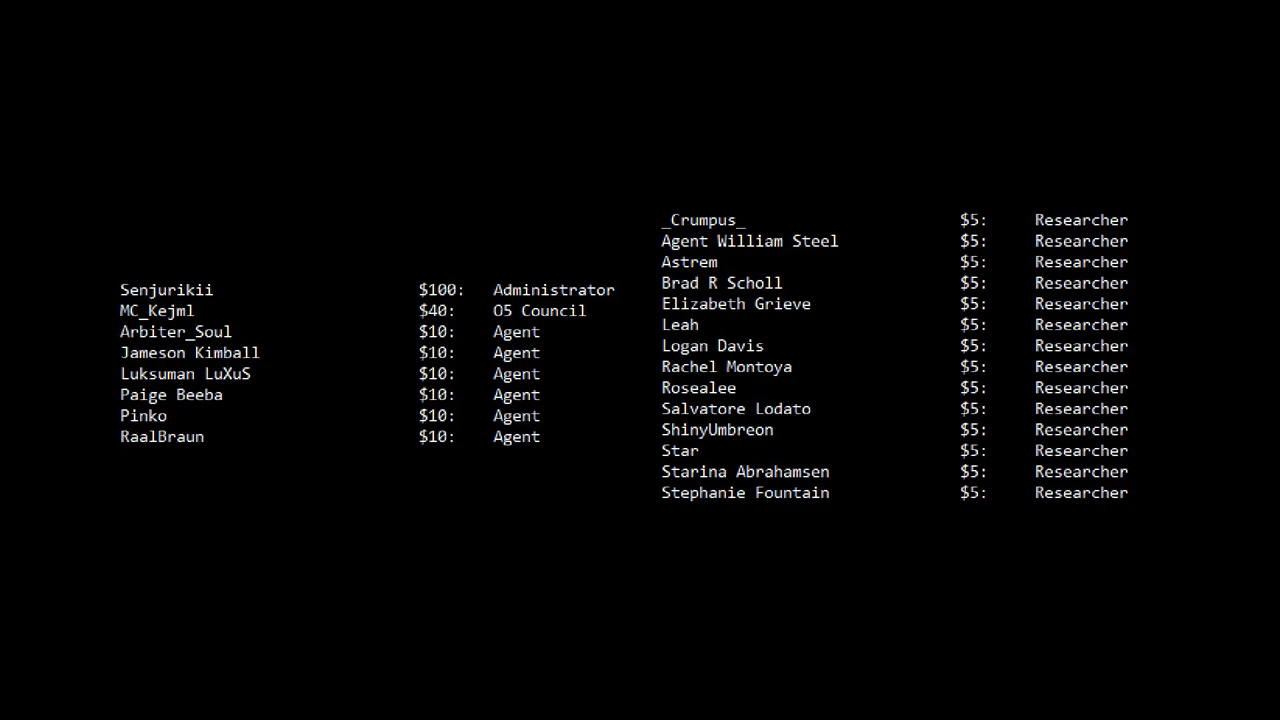 Senjurikii $100: Administrator
MC_Kejml $40: O5 Council
Arbiter_Soul $10: Agent
Jameson Kimball $10: Agent
Luksuman LuXuS $10: Agent
Paige Beeba $10: Agent
Pinko $10: Agent
RaalBraun $10: Agent
_Crumpus_ $5: Researcher
Agent William Steel $5: Researcher
Astrem $5: Researcher
Brad R Scholl $5: Researcher
Elizabeth Grieve $5: Researcher
Leah $5: Researcher
Logan Davis $5: Researcher
Rachel Montoya $5: Researcher
Rosealee $5: Researcher
Salvatore Lodato $5: Researcher
ShinyUmbreon $5: Researcher
Star $5: Researcher
Starina Abrahamsen $5: Researcher
Stephanie Fountain $5: Researcher